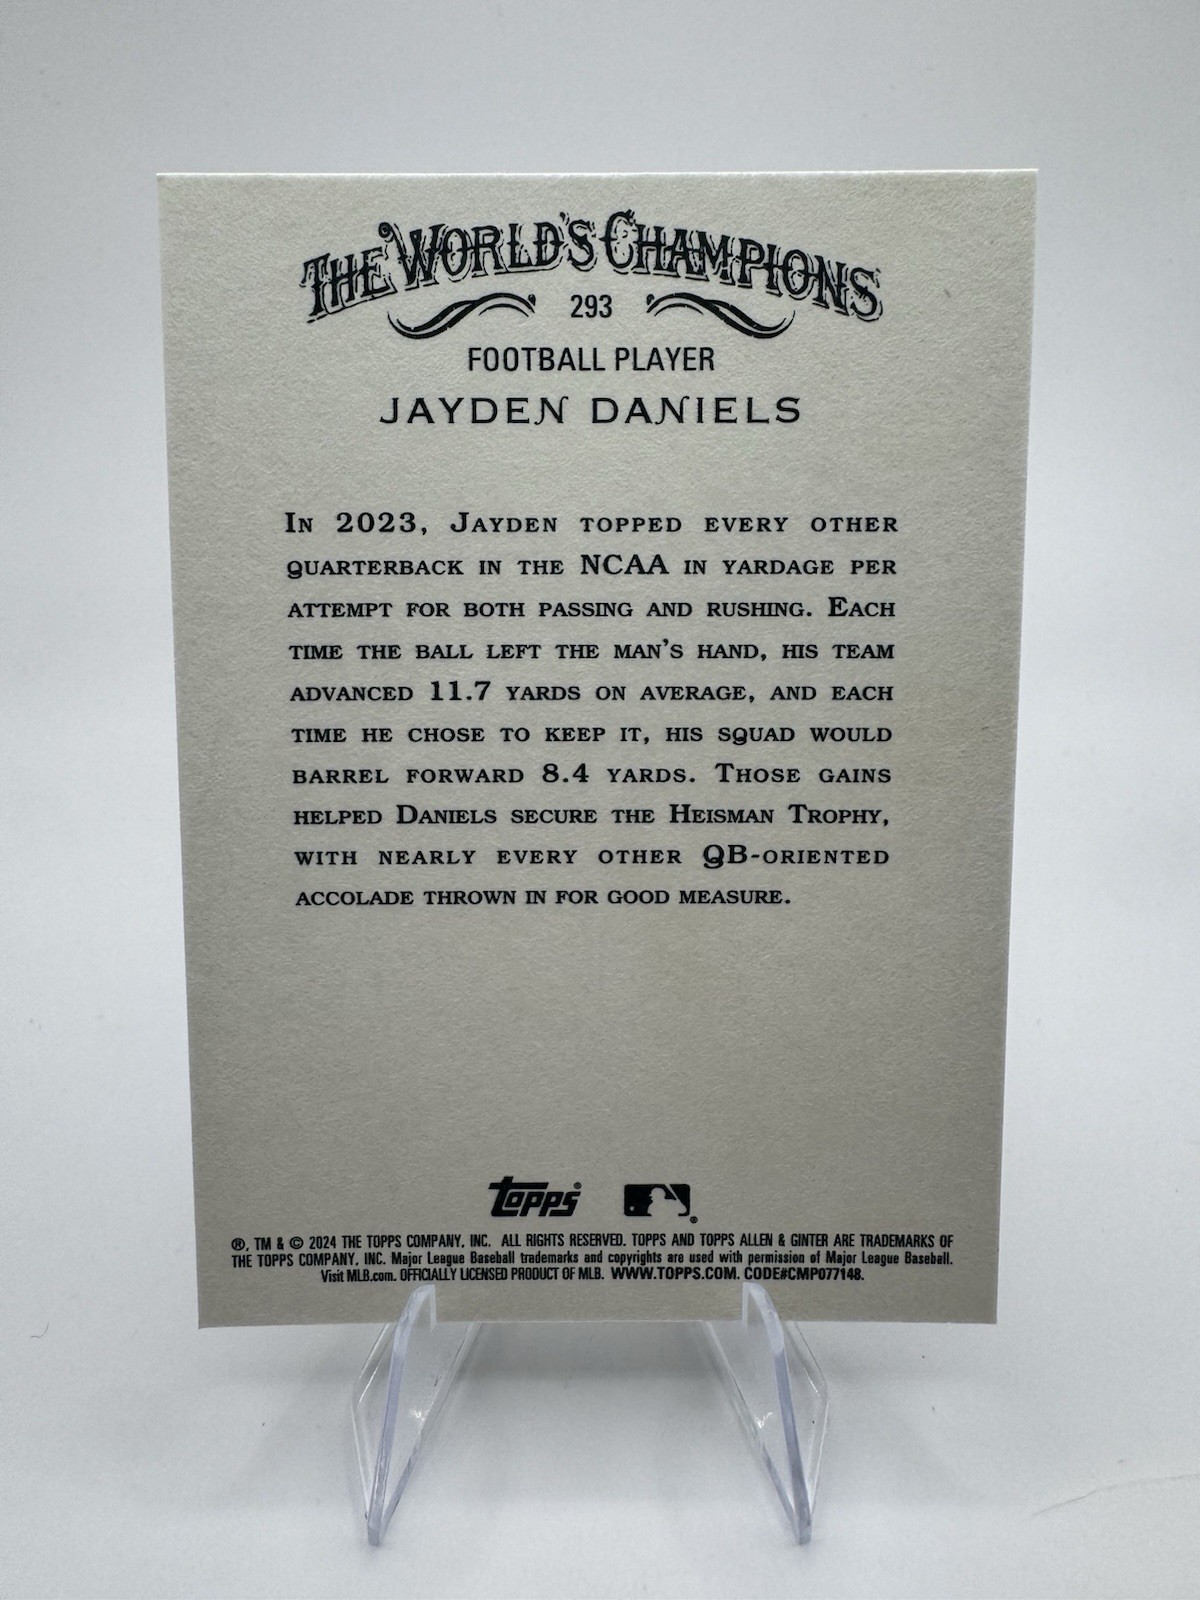 THE WORLD'S CHAMPIONS
293
FOOTBALL PLAYER
JAYDEN DANIELS
IN 2023, JAYDEN TOPPED EVERY OTHER
QUARTERBACK IN THE NCAA IN YARDAGE PER
ATTEMPT FOR BOTH PASSING AND RUSHING. EACH
TIME THE BALL LEFT THE MAN'S HAND, HIS TEAM
ADVANCED 11.7 YARDS ON AVERAGE, AND EACH
TIME HE CHOSE TO KEEP IT, HIS SQUAD WOULD
BARREL FORWARD 8.4 YARDS. THOSE GAINS
HELPED DANIELS SECURE THE HEISMAN TROPHY,
WITH NEARLY EVERY OTHER QB-ORIENTED
ACCOLADE THROWN IN FOR GOOD MEASURE.
Topps®
®
®, TM & © 2024 THE TOPPS COMPANY, INC. ALL RIGHTS RESERVED. TOPPS AND TOPPS ALLEN & GINTER ARE TRADEMARKS OF
THE TOPPS COMPANY, INC. Major League Baseball trademarks and copyrights are used with permission of Major League Baseball.
Visit MLB.com. OFFICIALLY LICENSED PRODUCT OF MLB. WWW.TOPPS.COM. CODE#CMP077148.